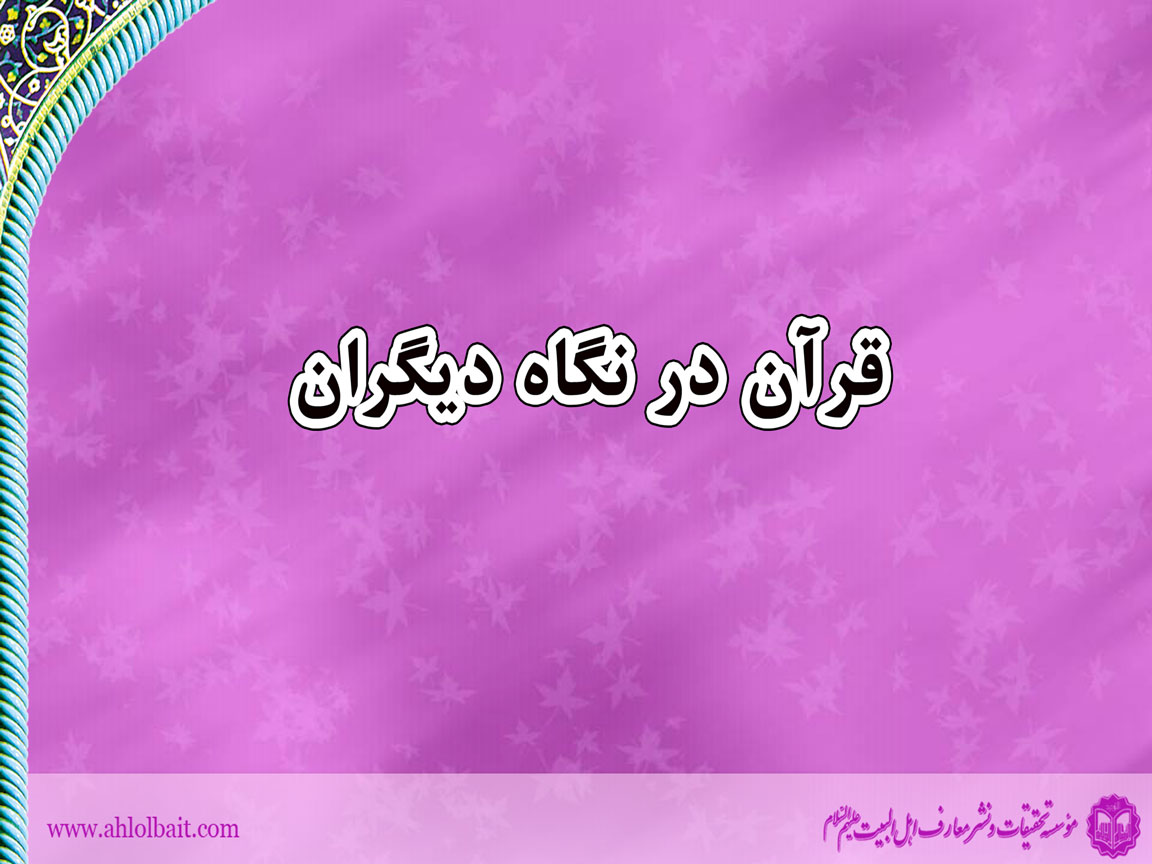 قرآن در نگاه دیگران
www.ahlolbait.com
مؤسسه تحقیقات و نشر معارف اهل البیت علیهم السلام